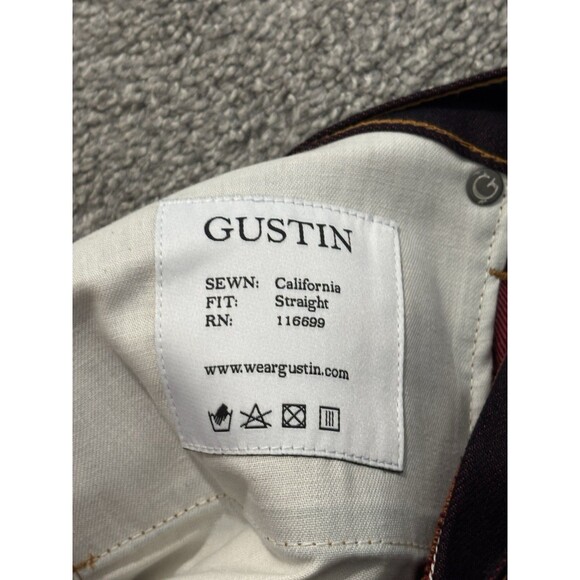 GUSTIN
SEWN: California
FIT: Straight
RN: 116699
www.weargustin.com
G